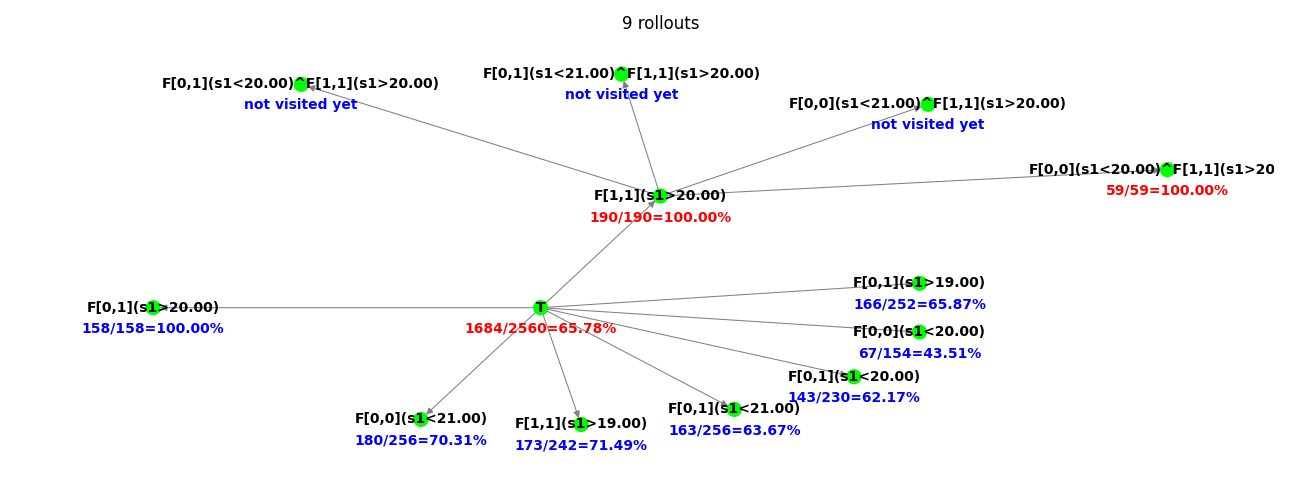 9 rollouts
F[0,1](s1<21.00)^F[1,1](s1>20.00)
not visited yet
F[0,1](s1<20.00)^F[1,1](s1>20.00)
not visited yet
F[0,0](s1<21.00)^F[1,1](s1>20.00)
not visited yet
F[0,0](s1<20.00)^F[1,1](s1>20
59/59=100.00%
F[1,1](s1>20.00)
190/190=100.00%
F[0,1](s1>19.00)
166/252=65.87%
F[0,1](s1>20.00)
158/158=100.00%
T
1684/2560=65.78%
F[0,0](s1<20.00)
67/154=43.51%
F[0,1](s1<20.00)
143/230=62.17%
F[0,1](s1<21.00)
163/256=63.67%
F[0,0](s1<21.00)
180/256=70.31%
F[1,1](s1>19.00)
173/242=71.49%